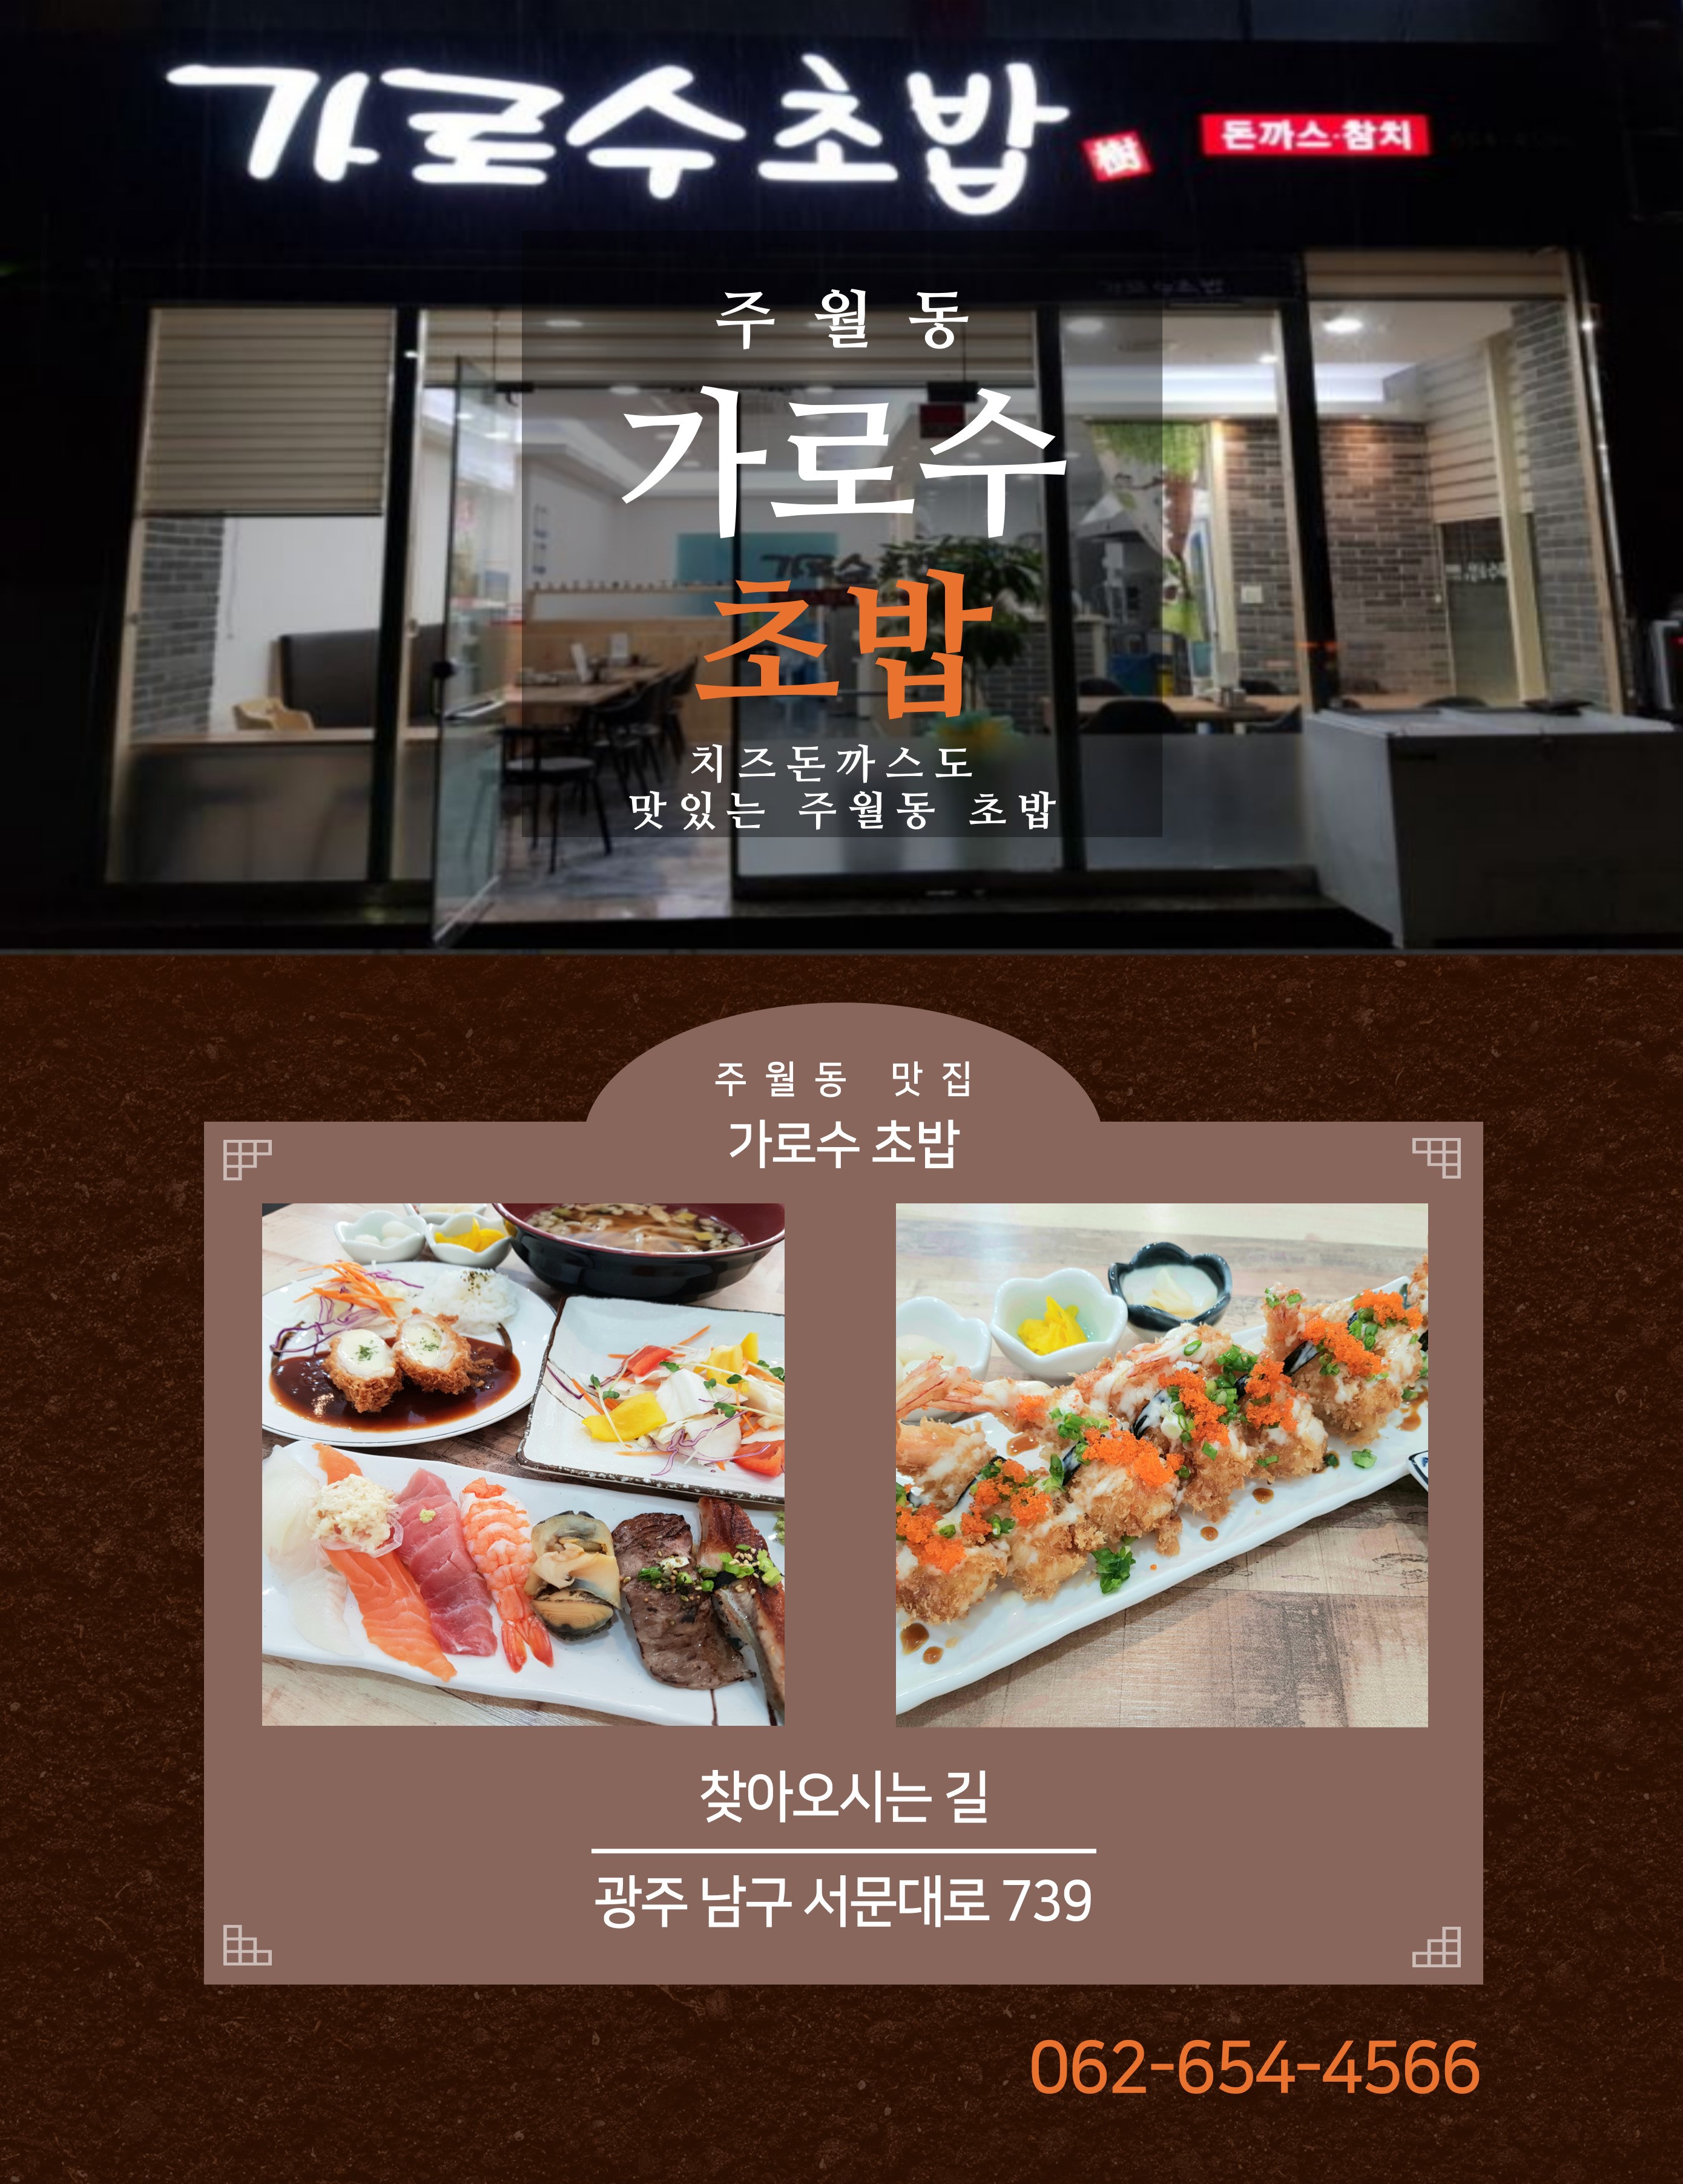 가로수초밥 樹 돈까스·참치
주월동
가로수
초밥
치즈돈까스도
맛있는 주월동 초밥
주월동 맛집
가로수 초밥
찾아오시는 길
광주 남구 서문대로 739
062-654-4566